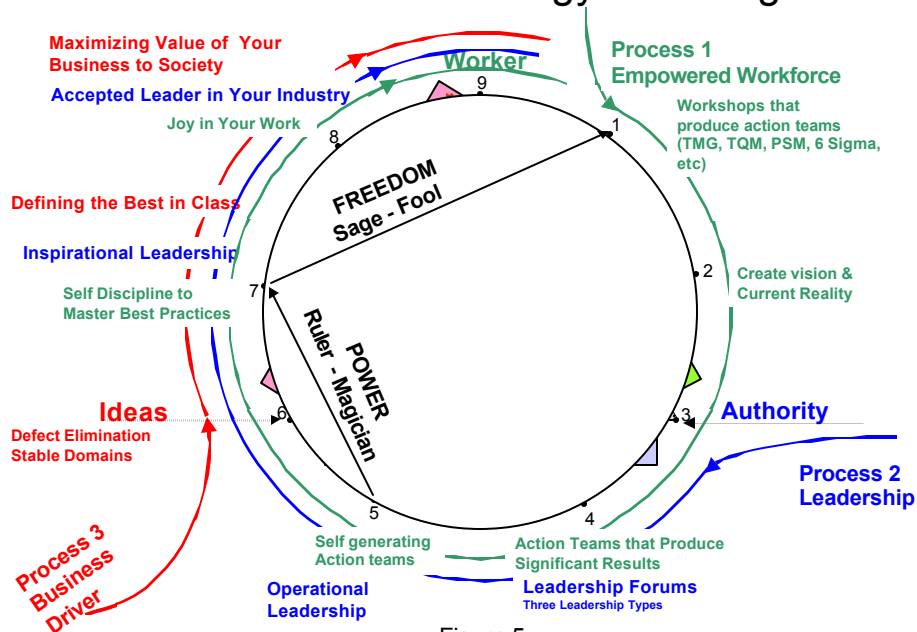 Maximizing Value of Your
Business to Society
Accepted Leader in Your Industry
Joy in Your Work
Worker
Process 1
Empowered Workforce
Workshops that
produce action teams
(TMG, TQM, PSM, 6 Sigma,
etc)
9
1
8
FREEDOM
Sage - Fool
Defining the Best in Class
Inspirational Leadership
Self Discipline to
Master Best Practices
7
2
Create vision &
Current Reality
POWER
Ruler - Magician
Ideas
Defect Elimination
Stable Domains
6
3
Authority
Process 2
Leadership
5
4
Process 3
Business
Driver
Self generating
Action teams
Action Teams that Produce
Significant Results
Operational
Leadership
Leadership Forums
Three Leadership Types